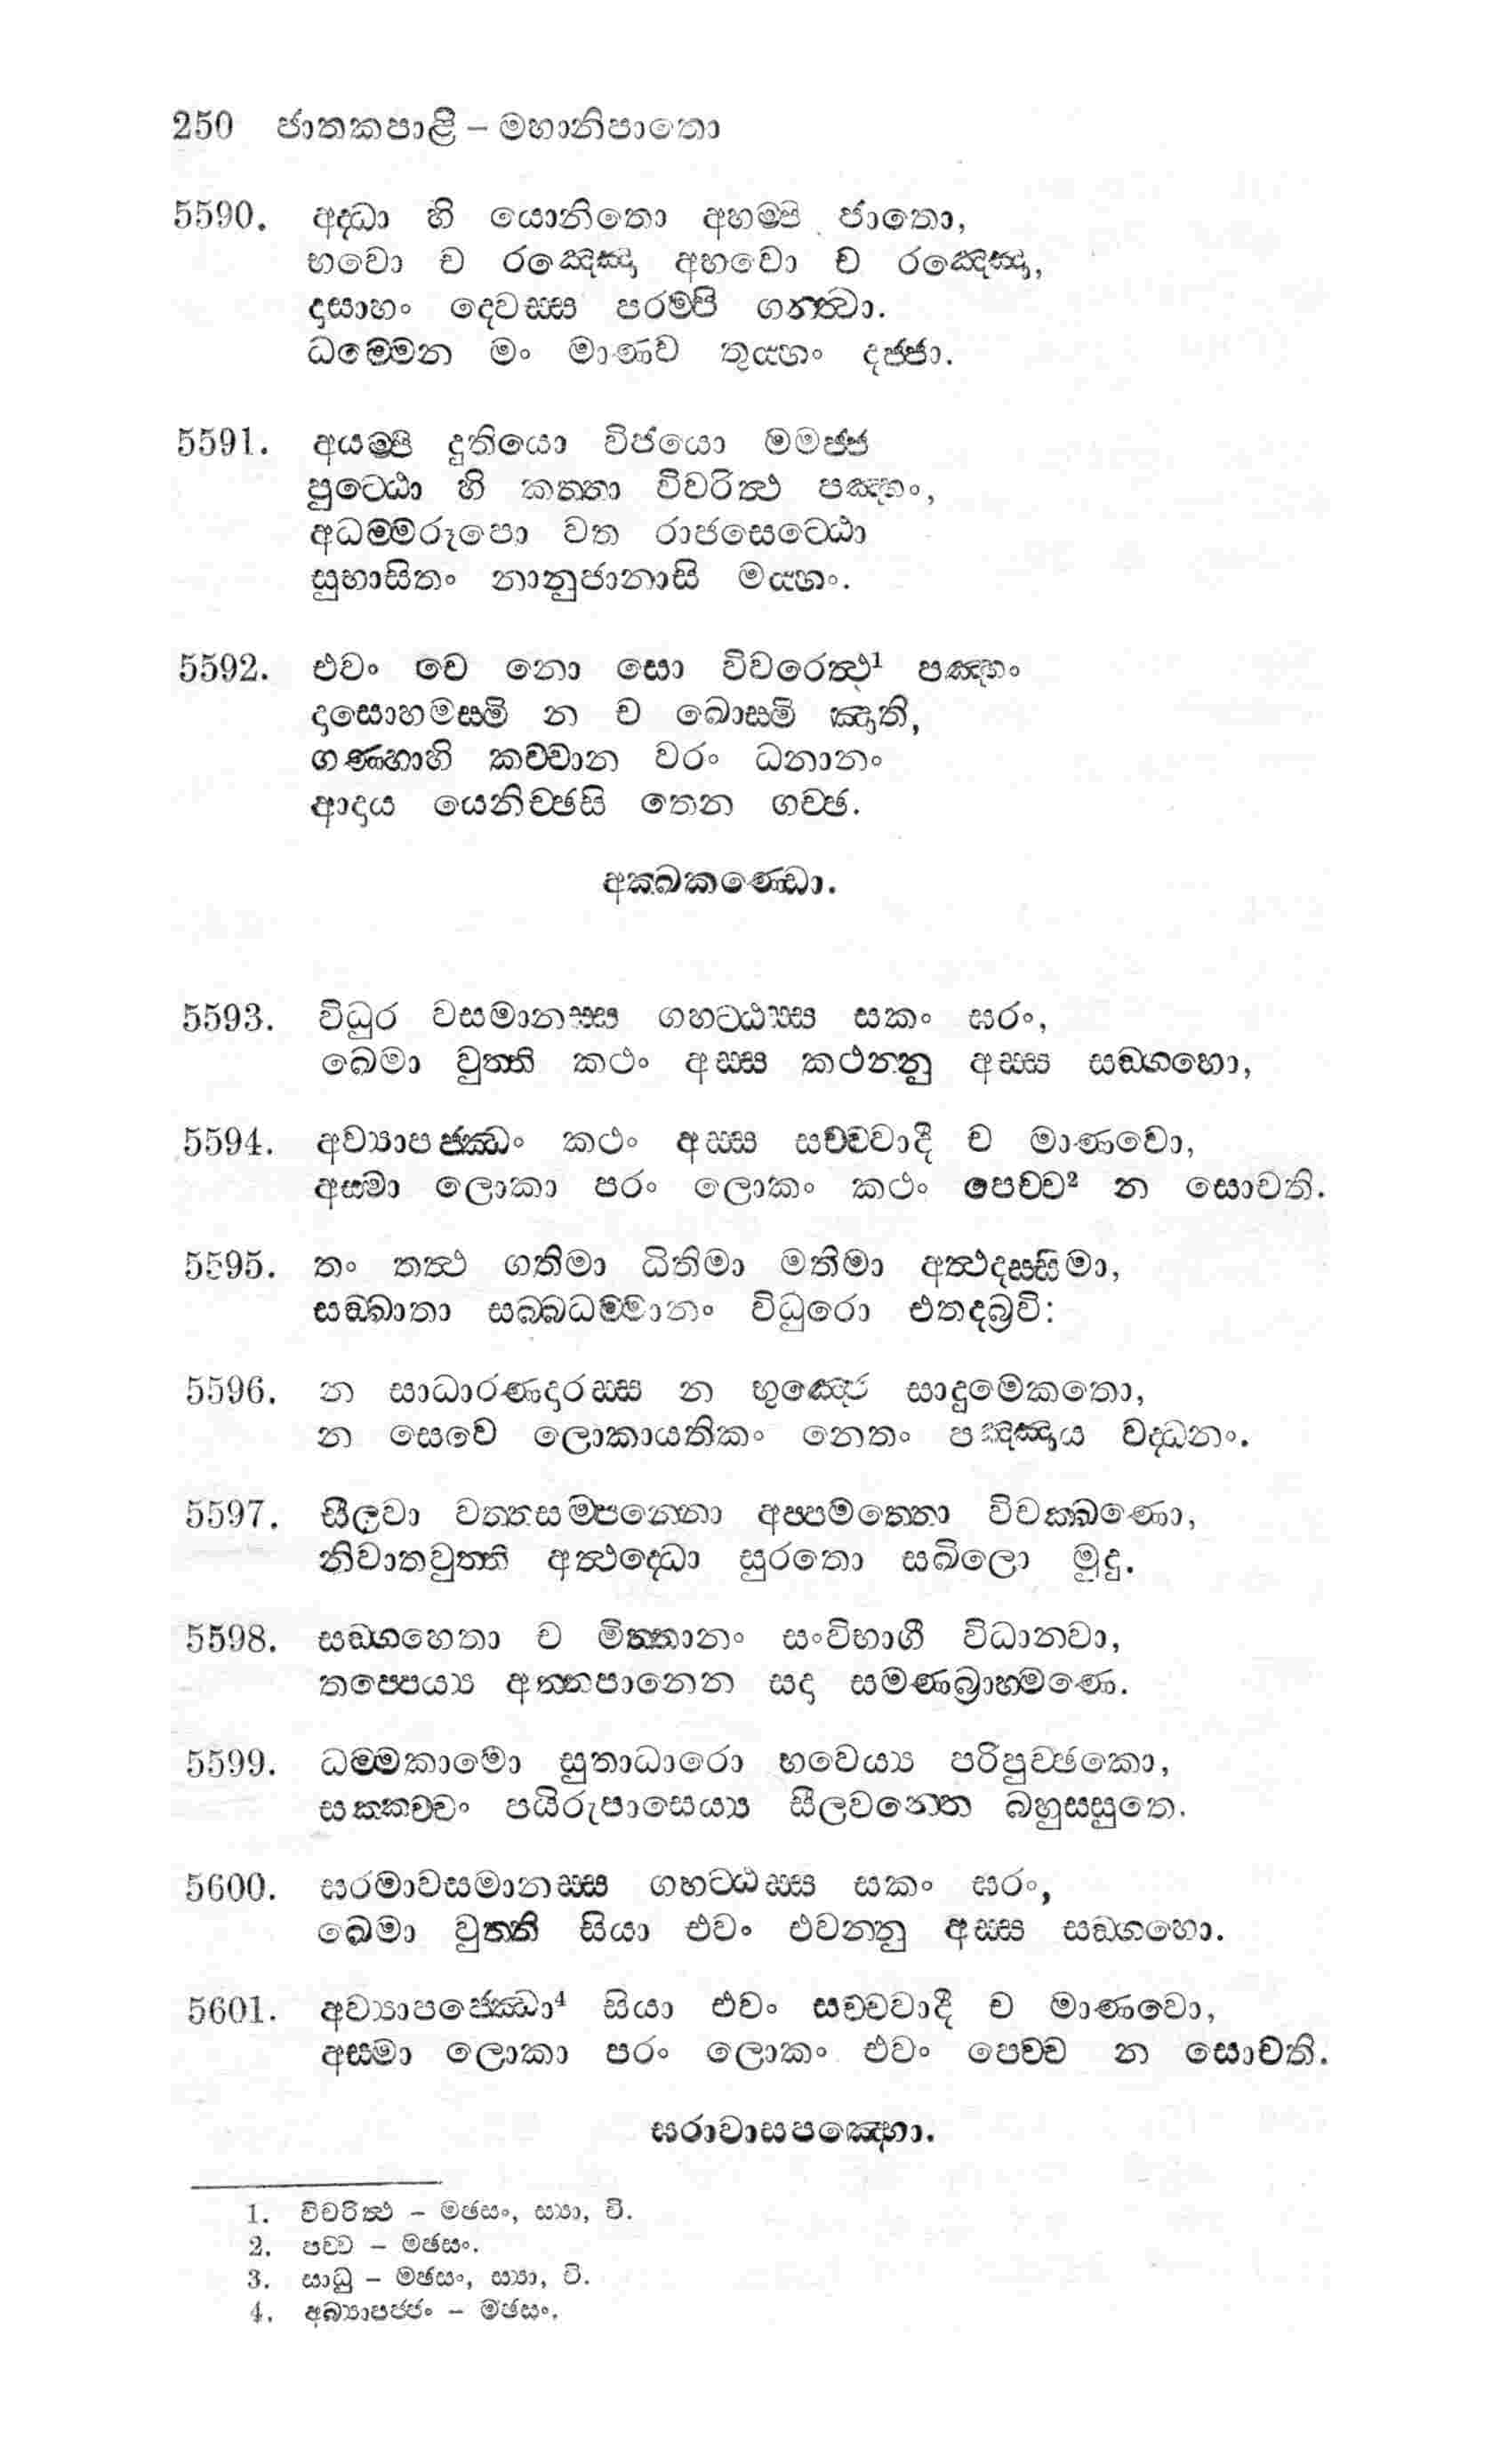 250 ජාතකපාළි – මහානිපාතො
5590. අද්ධා හි යොනිතො අහම්පි ජාතො,
භවො ච රඤ්ඤො අභවො ච රඤ්ඤො,
දාසාහං දෙවස්ස පරම්පි ගන්ත්වා.
ධම්මෙන මං මාණව තුය්හං දජ්ජා.
5591. අයම්පි දුතියො විජයො මමජ්ජ
පුට්ඨො හි කත්තා විවරිත්ථ පඤ්හං,
අධම්මරූපො වත රාජසෙට්ඨො
සුභාසිතං නානුජානාසි මය්හං.
5592. එවං චෙ නො සො විවරෙත්ථ¹ පඤ්හං
දාසොහමස්මි න ච ඛොස්මි ඤාති,
ගණ්හාහි කච්චාන වරං ධනානං
ආදාය යෙනිච්ඡසි තෙන ගච්ඡ.
අක්ඛකණ්ඩො.
5593. විධුර වසමානස්ස ගහට්ඨස්ස සකං ඝරං,
ඛෙමා වුත්ති කථං අස්ස කථන්නු අස්ස සඞ්ගහො,
5594. අව්‍යාපජ්ඣං කථං අස්ස සච්චවාදී ච මාණවො,
අස්මා ලොකා පරං ලොකං කථං පෙච්ච² න සොචති.
5595. තං තත්ථ ගතිමා ධිතිමා මතිමා අත්ථදස්සිමා,
සඞ්ඛාතා සබ්බධම්මානං විධුරො එතදබ්‍රවි:
5596. න සාධාරණදාරස්ස න භුඤ්ජෙ සාදුමෙකතො,
න සෙවෙ ලොකායතිකං නෙතං පඤ්ඤාය වද්ධනං.
5597. සීලවා වත්තසම්පන්නො අප්පමත්තො විචක්ඛණො,
නිවාතවුත්ති අත්ථද්ධො සුරතො සඛිලො මුදු.
5598. සඞ්ගහෙතා ච මිත්තානං සංවිභාගී විධානවා,
තප්පෙය්‍ය අන්නපානෙන සදා සමණබ්‍රාහ්මණෙ.
5599. ධම්මකාමො සුතාධාරො භවෙය්‍ය පරිපුච්ඡකො,
සක්කච්චං පයිරුපාසෙය්‍ය සීලවන්තෙ බහුස්සුතෙ.
5600. ඝරමාවසමානස්ස ගහට්ඨස්ස සකං ඝරං,
ඛෙමා වුත්ති සියා එවං එවන්නු අස්ස සඞ්ගහො.
5601. අව්‍යාපජ්ඣො⁴ සියා එවං සච්චවාදී ච මාණවො,
අස්මා ලොකා පරං ලොකං එවං පෙච්ච න සොචති.
ඝරාවාසපඤ්හො.
1. විවරිත්ථ – මඡසං, ස්‍යා, වි.
2. පච්ච – මඡසං.
3. සාධු – මඡසං, ස්‍යා, වි.
4. අබ්‍යාපජ්ජං – මඡසං.